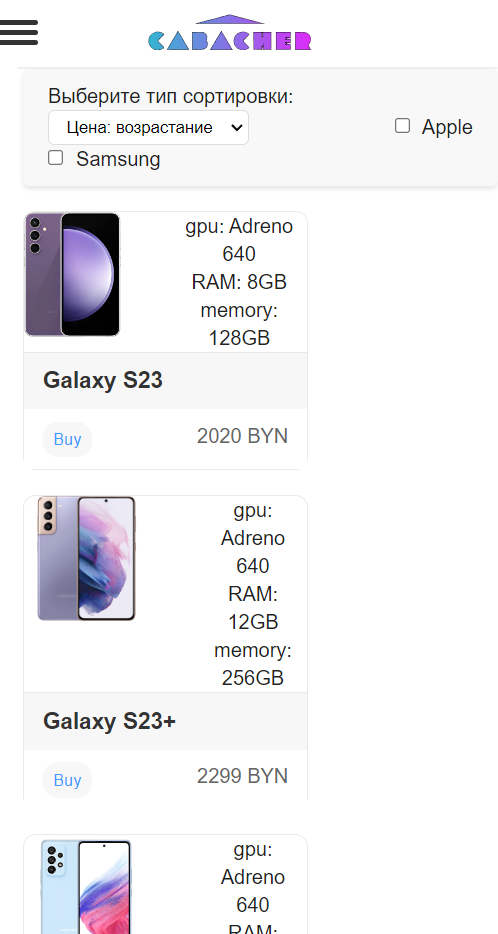 CABACHER
Выберите тип сортировки:
Цена: возрастание
Apple
Samsung
gpu: Adreno
640
RAM: 8GB
memory:
128GB
Galaxy S23
Buy
2020 BYN
gpu:
Adreno
640
RAM:
12GB
memory:
256GB
Galaxy S23+
Buy
2299 BYN
gpu:
Adreno
640
RAM: